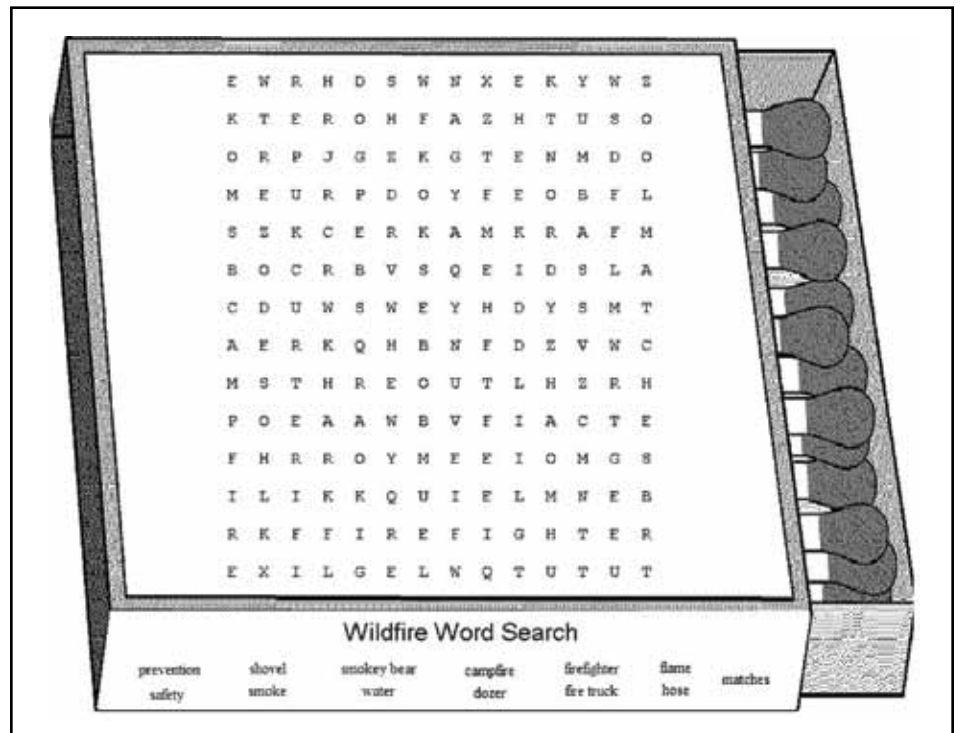 E W R H D S W N X E K Y W Z
K T E R O H F A Z H T U S O
O R P J G Z K G T E N M D O
M E U R P D O Y F E O B F L
S Z K C E R K A M K R A F M
B O C R B V S Q E I D S L A
C D U W S W E Y H D Y S M T
A E R K Q H B N F D Z V W C
M S T H R E O U T L H Z R H
P O E A A W B V F I A C T E
F H R R O Y M E E I O M G S
I L I K K Q U I E L M N E B
R K F F I R E F I G H T E R
E X I L G E L W Q T U T U T
Wildfire Word Search
prevention shovel smokey bear campfire firefighter flame matches
safety smoke water dozer fire truck hose